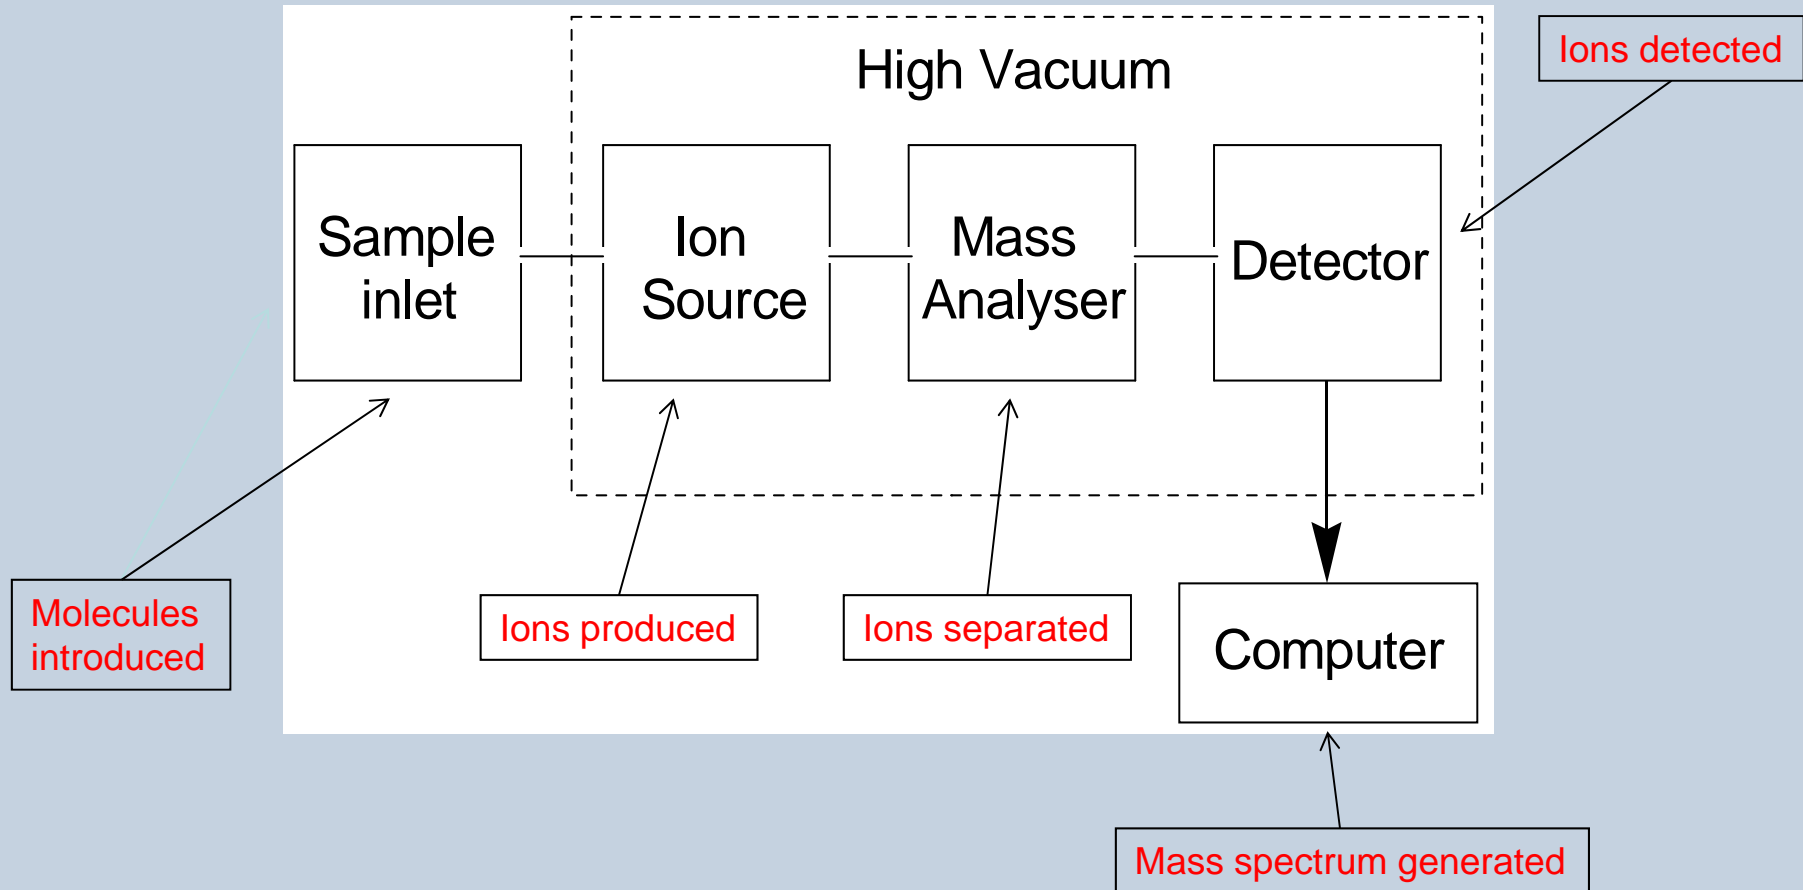 High Vacuum
Ions detected
Sample
inlet
Ion
Source
Mass
Analyser
Detector
Molecules
introduced
Ions produced
Ions separated
Computer
Mass spectrum generated